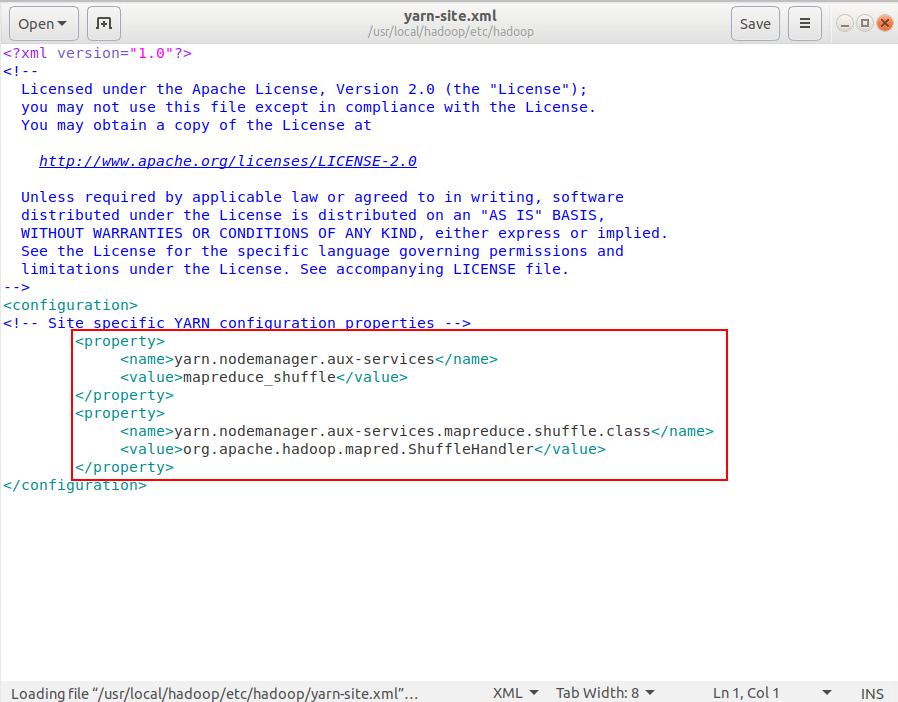 Open
yarn-site.xml
/usr/local/hadoop/etc/hadoop
Save
<?xml version="1.0"?>
<!--
  Licensed under the Apache License, Version 2.0 (the "License");
  you may not use this file except in compliance with the License.
  You may obtain a copy of the License at

    http://www.apache.org/licenses/LICENSE-2.0

  Unless required by applicable law or agreed to in writing, software
  distributed under the License is distributed on an "AS IS" BASIS,
  WITHOUT WARRANTIES OR CONDITIONS OF ANY KIND, either express or implied.
  See the License for the specific language governing permissions and
  limitations under the License. See accompanying LICENSE file.
-->
<configuration>
<!-- Site specific YARN configuration properties -->
        <property>
             <name>yarn.nodemanager.aux-services</name>
             <value>mapreduce_shuffle</value>
        </property>
        <property>
             <name>yarn.nodemanager.aux-services.mapreduce.shuffle.class</name>
             <value>org.apache.hadoop.mapred.ShuffleHandler</value>
        </property>
</configuration>
Loading file “/usr/local/hadoop/etc/hadoop/yarn-site.xml”…
XML
Tab Width: 8
Ln 1, Col 1
INS